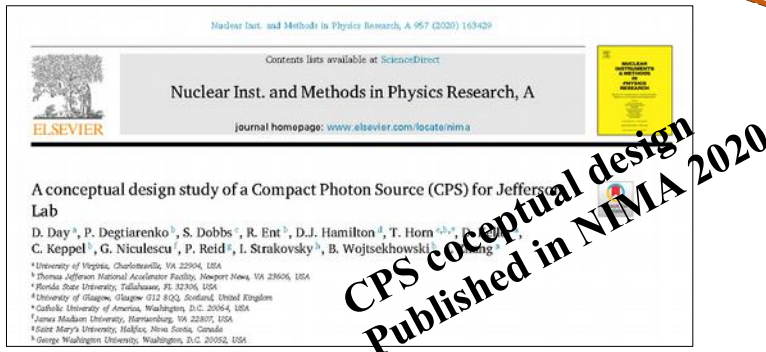 Nuclear Inst. and Methods in Physics Research, A 957 (2020) 163429
Contents lists available at ScienceDirect
Nuclear Inst. and Methods in Physics Research, A
journal homepage: www.elsevier.com/locate/nima
ELSEVIER
NUCLEAR
INSTRUMENTS
& METHODS
IN
PHYSICS
RESEARCH
A conceptual design study of a Compact Photon Source (CPS) for Jefferson
Lab
D. Day a, P. Degtiarenko b, S. Dobbs c, R. Ent b, D.J. Hamilton d, T. Horn e,b,*,
C. Keppel b, G. Niculescu f, P. Reid g, I. Strakovsky h, B. Wojtsekhowski
a University of Virginia, Charlottesville, VA 22904, USA
b Thomas Jefferson National Accelerator Facility, Newport News, VA 23606, USA
c Florida State University, Tallahassee, FL 32306, USA
d University of Glasgow, Glasgow G12 8QQ, Scotland, United Kingdom
e Catholic University of America, Washington, D.C. 20064, USA
f James Madison University, Harrisonburg, VA 22807, USA
g Saint Mary's University, Halifax, Nova Scotia, Canada
h George Washington University, Washington, D.C. 20052, USA
CPS coceptual design
Published in NIMA 2020